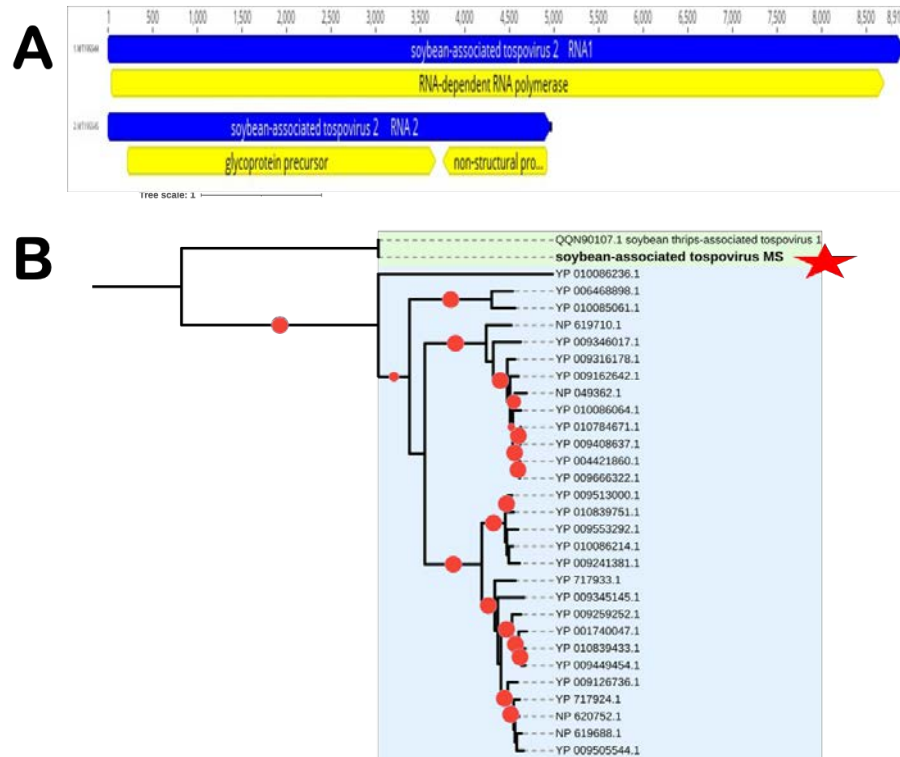 A
1 500 1,000 1,500 2,000 2,500 3,000 3,500 4,000 4,500 5,000 5,500 6,000 6,500 7,000 7,500 8,000 8,500
soybean-associated tospovirus 2 RNA1
RNA-dependent RNA polymerase
soybean-associated tospovirus 2 RNA 2
glycoprotein precursor non-structural pro...
Tree scale: 1
B
QQN90107.1 soybean thrips-associated tospovirus 1
soybean-associated tospovirus MS
YP 010086236.1
YP 006468898.1
YP 010085061.1
NP 619710.1
YP 009346017.1
YP 009316178.1
YP 009162642.1
NP 049362.1
YP 010086064.1
YP 010784671.1
YP 009408637.1
YP 004421860.1
YP 009666322.1
YP 009513000.1
YP 010839751.1
YP 009553292.1
YP 010086214.1
YP 009241381.1
YP 717933.1
YP 009345145.1
YP 009259252.1
YP 001740047.1
YP 010839433.1
YP 009449454.1
YP 009126736.1
YP 717924.1
NP 620752.1
NP 619688.1
YP 009505544.1